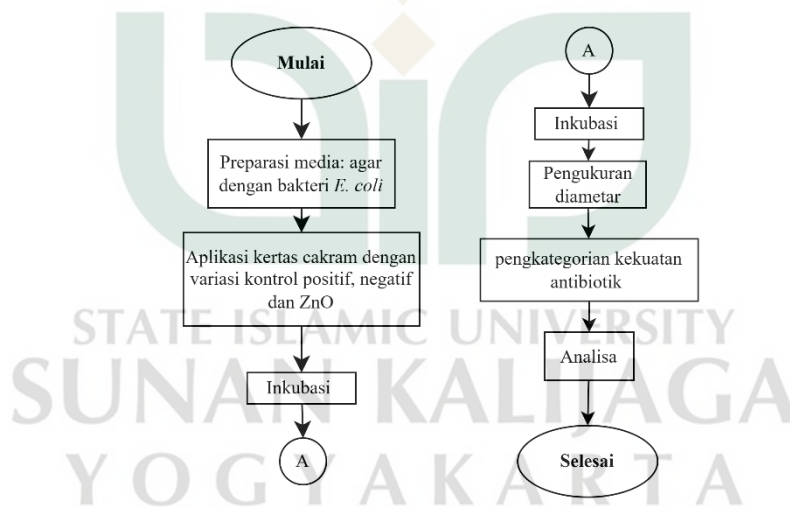 Mulai
Preparasi media: agar
dengan bakteri E. coli
Aplikasi kertas cakram dengan
variasi kontrol positif, negatif
dan ZnO
Inkubasi
A
A
Inkubasi
Pengukuran
diametar
pengkategorian kekuatan
antibiotik
Analisa
Selesai
STATE ISLAMIC UNIVERSITY
SUNAN KALIJAGA
YOGYAKARTA